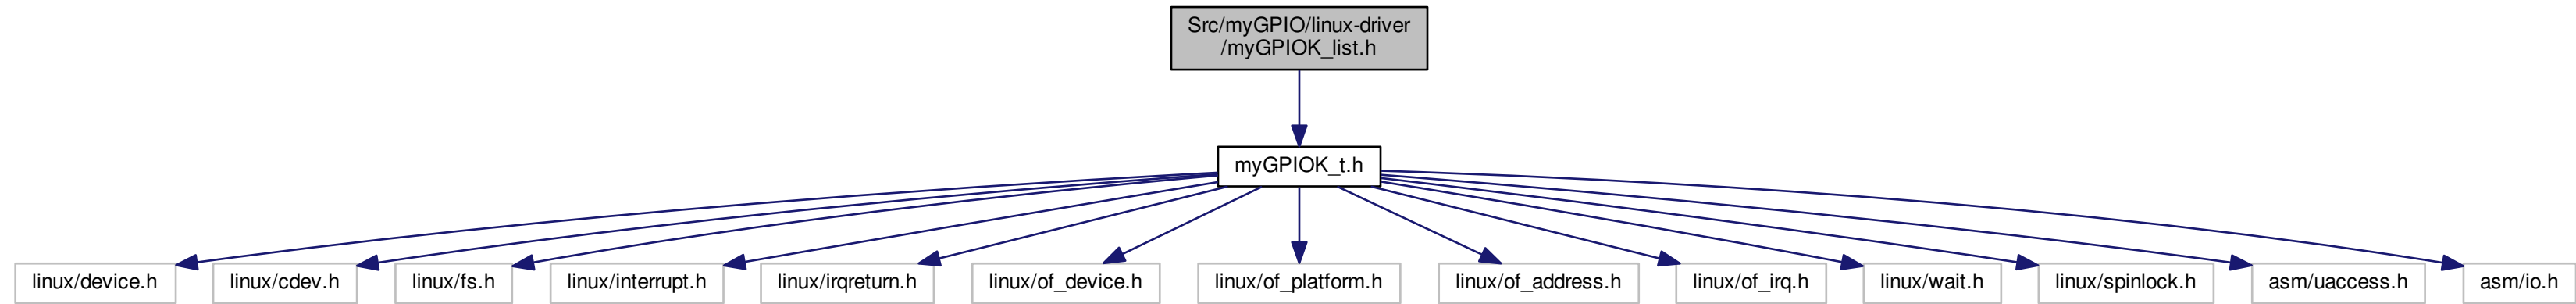 Src/myGPIO/linux-driver
/myGPIOK_list.h
myGPIOK_t.h
linux/device.h
linux/cdev.h
linux/fs.h
linux/interrupt.h
linux/irqreturn.h
linux/of_device.h
linux/of_platform.h
linux/of_address.h
linux/of_irq.h
linux/wait.h
linux/spinlock.h
asm/uaccess.h
asm/io.h